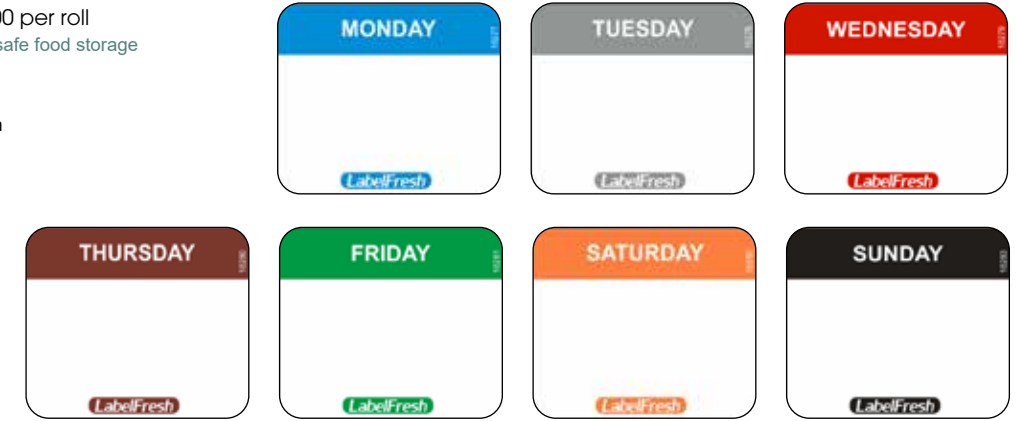 per roll
safe food storage
MONDAY
LabelFresh
TUESDAY
LabelFresh
WEDNESDAY
LabelFresh
THURSDAY
LabelFresh
FRIDAY
LabelFresh
SATURDAY
LabelFresh
SUNDAY
LabelFresh